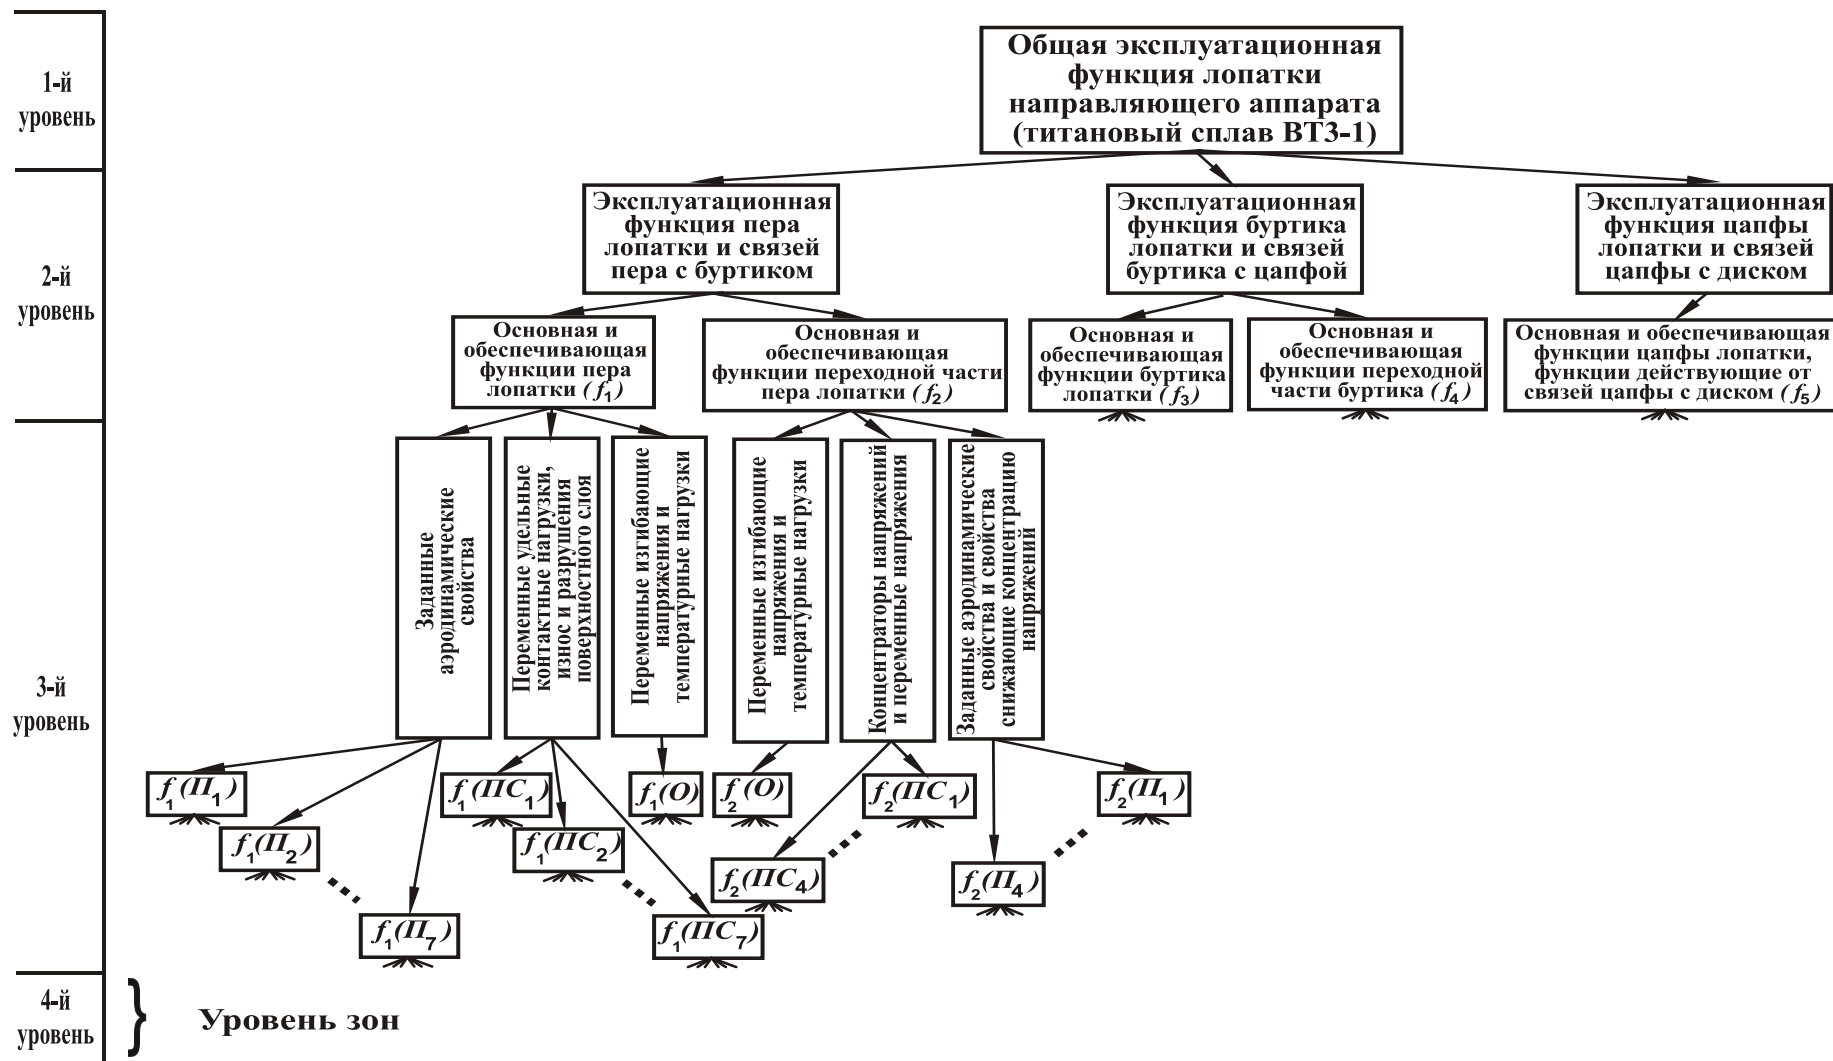 1-й
уровень
Общая эксплуатационная
функция лопатки
направляющего аппарата
(титановый сплав ВТ3-1)
2-й
уровень
Эксплуатационная
функция пера
лопатки и связей
пера с буртиком
Эксплуатационная
функция буртика
лопатки и связей
буртика с цапфой
Эксплуатационная
функция цапфы
лопатки и связей
цапфы с диском
Основная и
обеспечивающая
функции пера
лопатки (f₁)
Основная и
обеспечивающая
функции переходной части
пера лопатки (f₂)
Основная и
обеспечивающая
функции буртика
лопатки (f₃)
Основная и
обеспечивающая
функции переходной
части буртика (f₄)
Основная и обеспечивающая
функции цапфы лопатки,
функции действующие от
связей цапфы с диском (f₅)
3-й
уровень
Заданные
аэродинамические
свойства
Переменные удельные
контактные нагрузки,
износ и разрушения
поверхностного слоя
Переменные изгибающие
напряжения и
температурные нагрузки
Переменные изгибающие
напряжения и
температурные нагрузки
Концентраторы напряжений
и переменные напряжения
Заданные аэродинамические
свойства и свойства
снижающие концентрацию
напряжений
f₁(П₁)
f₁(ПС₁)
f₁(О)
f₂(О)
f₂(ПС₁)
f₂(П₁)
f₁(П₂)
f₁(ПС₂)
f₂(ПС₄)
f₂(П₄)
f₁(П₇)
f₁(ПС₇)
4-й
уровень
Уровень зон